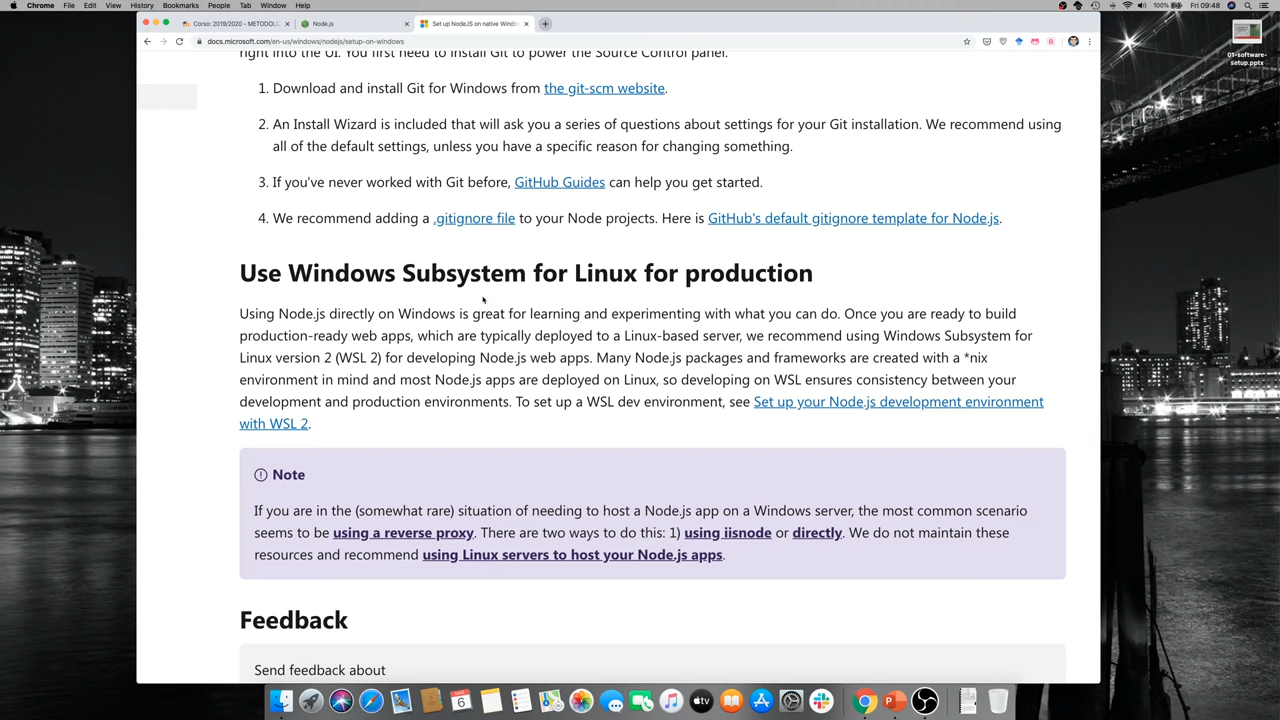 Chrome File Edit View History Bookmarks People Tab Window Help
100% Fri 09:48
Corso: 2019/2020 - METODOLO
Node.js
Set up NodeJS on native Windo
docs.microsoft.com/en-us/windows/nodejs/setup-on-windows
01-software-
setup.pptx
right into the UI. You first need to install Git to power the Source Control panel.
1. Download and install Git for Windows from the git-scm website.
2. An Install Wizard is included that will ask you a series of questions about settings for your Git installation. We recommend using
all of the default settings, unless you have a specific reason for changing something.
3. If you've never worked with Git before, GitHub Guides can help you get started.
4. We recommend adding a .gitignore file to your Node projects. Here is GitHub's default gitignore template for Node.js.
Use Windows Subsystem for Linux for production
Using Node.js directly on Windows is great for learning and experimenting with what you can do. Once you are ready to build
production-ready web apps, which are typically deployed to a Linux-based server, we recommend using Windows Subsystem for
Linux version 2 (WSL 2) for developing Node.js web apps. Many Node.js packages and frameworks are created with a *nix
environment in mind and most Node.js apps are deployed on Linux, so developing on WSL ensures consistency between your
development and production environments. To set up a WSL dev environment, see Set up your Node.js development environment
with WSL 2.
Note
If you are in the (somewhat rare) situation of needing to host a Node.js app on a Windows server, the most common scenario
seems to be using a reverse proxy. There are two ways to do this: 1) using iisnode or directly. We do not maintain these
resources and recommend using Linux servers to host your Node.js apps.
Feedback
Send feedback about
6
tv